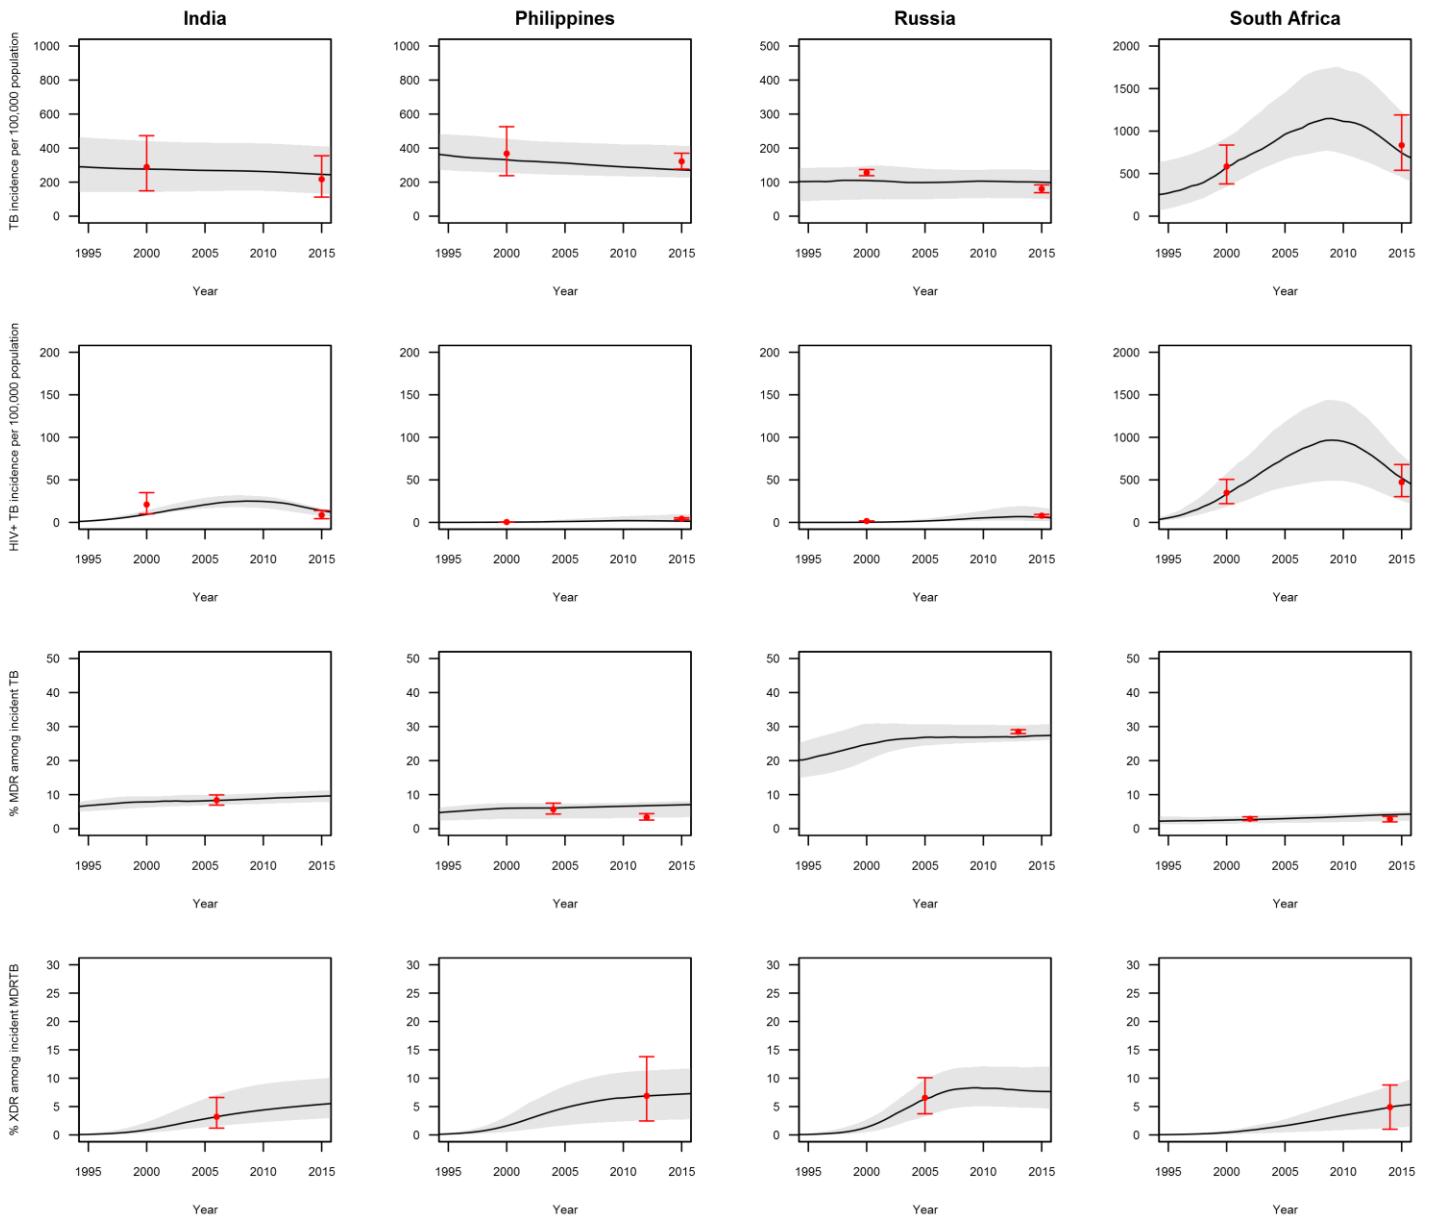 India
Philippines
Russia
South Africa
TB incidence per 100,000 population
1000
800
600
400
200
0
1995 2000 2005 2010 2015
Year
1000
800
600
400
200
0
1995 2000 2005 2010 2015
Year
500
400
300
200
100
0
1995 2000 2005 2010 2015
Year
2000
1500
1000
500
0
1995 2000 2005 2010 2015
Year
HIV+ TB incidence per 100,000 population
200
150
100
50
0
1995 2000 2005 2010 2015
Year
200
150
100
50
0
1995 2000 2005 2010 2015
Year
200
150
100
50
0
1995 2000 2005 2010 2015
Year
2000
1500
1000
500
0
1995 2000 2005 2010 2015
Year
% MDR among incident TB
50
40
30
20
10
0
1995 2000 2005 2010 2015
Year
50
40
30
20
10
0
1995 2000 2005 2010 2015
Year
50
40
30
20
10
0
1995 2000 2005 2010 2015
Year
50
40
30
20
10
0
1995 2000 2005 2010 2015
Year
% XDR among incident MDRTB
30
25
20
15
10
5
0
1995 2000 2005 2010 2015
Year
30
25
20
15
10
5
0
1995 2000 2005 2010 2015
Year
30
25
20
15
10
5
0
1995 2000 2005 2010 2015
Year
30
25
20
15
10
5
0
1995 2000 2005 2010 2015
Year